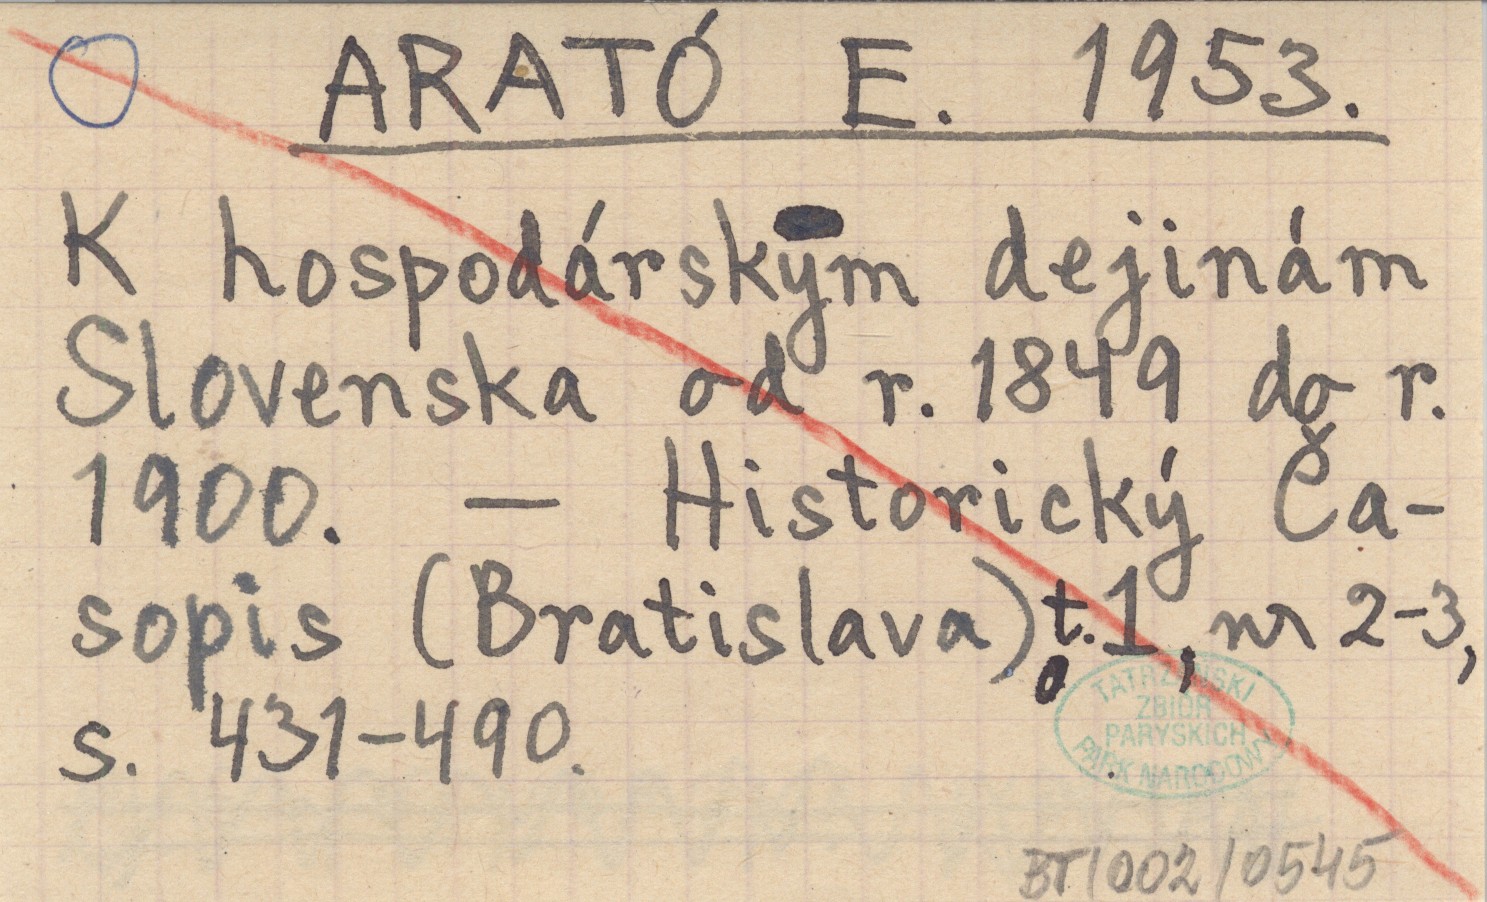 ARATÓ E. 1953.
K hospodárskym dejinám
Slovenska od r. 1849 do r.
1900. — Historický Ča-
sopis (Bratislava) t. 1, nr 2-3,
s. 431-490.
TATRZAŃSKI
ZBIÓR
PARYSKICH
PARK NARODOWY
BT/002/0545